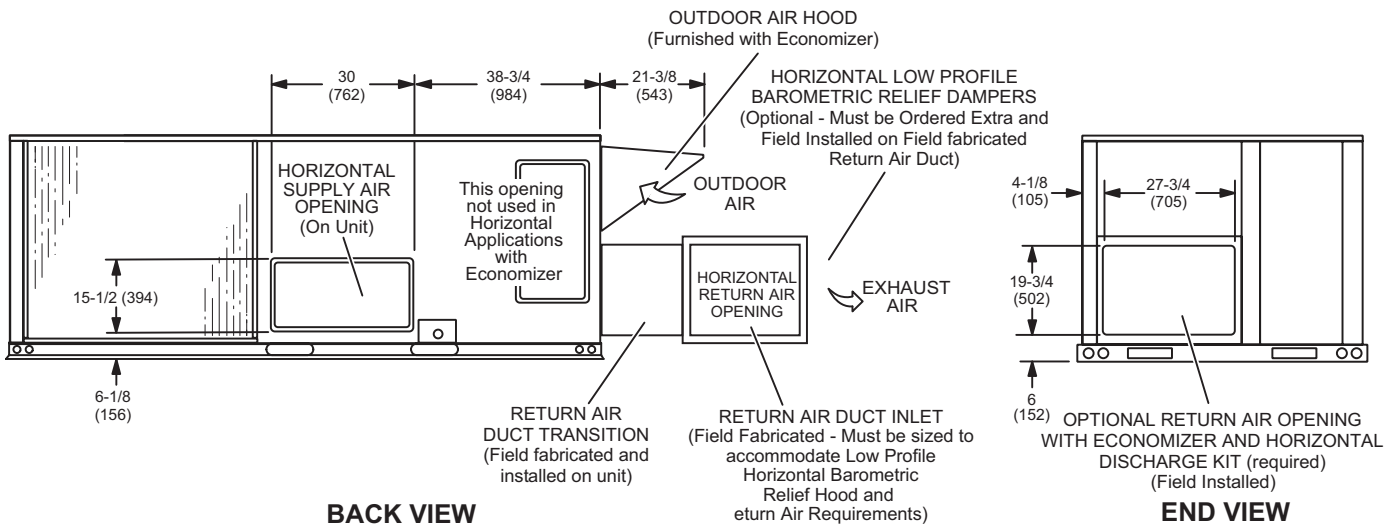 OUTDOOR AIR HOOD
(Furnished with Economizer)
30
(762)
38-3/4
(984)
21-3/8
(543)
HORIZONTAL LOW PROFILE
BAROMETRIC RELIEF DAMPERS
(Optional - Must be Ordered Extra and
Field Installed on Field fabricated
Return Air Duct)
HORIZONTAL
SUPPLY AIR
OPENING
(On Unit)
This opening
not used in
Horizontal
Applications
with
Economizer
OUTDOOR
AIR
15-1/2 (394)
HORIZONTAL
RETURN AIR
OPENING
EXHAUST
AIR
6-1/8
(156)
RETURN AIR
DUCT TRANSITION
(Field fabricated and
installed on unit)
RETURN AIR DUCT INLET
(Field Fabricated - Must be sized to
accommodate Low Profile
Horizontal Barometric
Relief Hood and
eturn Air Requirements)
BACK VIEW
4-1/8
(105)
27-3/4
(705)
19-3/4
(502)
6
(152)
OPTIONAL RETURN AIR OPENING
WITH ECONOMIZER AND HORIZONTAL
DISCHARGE KIT (required)
(Field Installed)
END VIEW